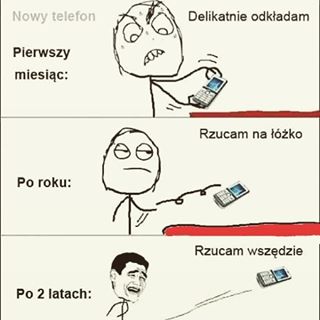 Nowy telefon
Delikatnie odkładam
Pierwszy
miesiąc:
Rzucam na łóżko
Po roku:
Rzucam wszędzie
Po 2 latach: